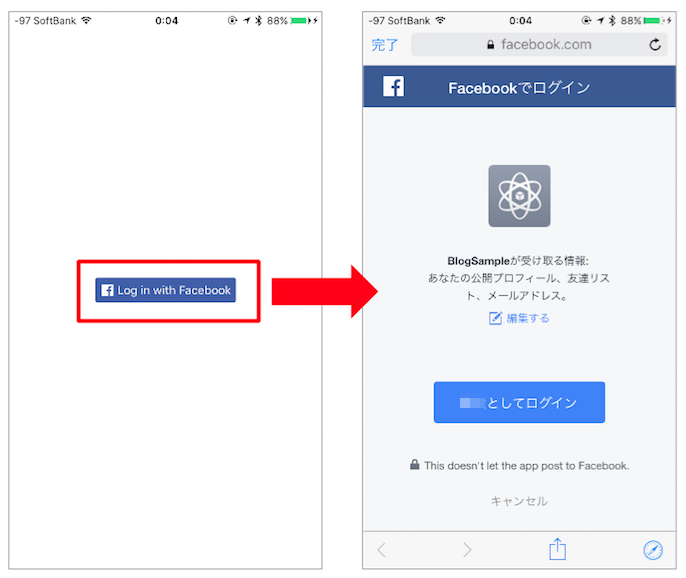 -97 SoftBank 0:04 88%
Log in with Facebook
-97 SoftBank 0:04 88%
完了 facebook.com
Facebookでログイン
BlogSampleが受け取る情報:
あなたの公開プロフィール、友達リス
ト、メールアドレス。
編集する
としてログイン
This doesn't let the app post to Facebook.
キャンセル